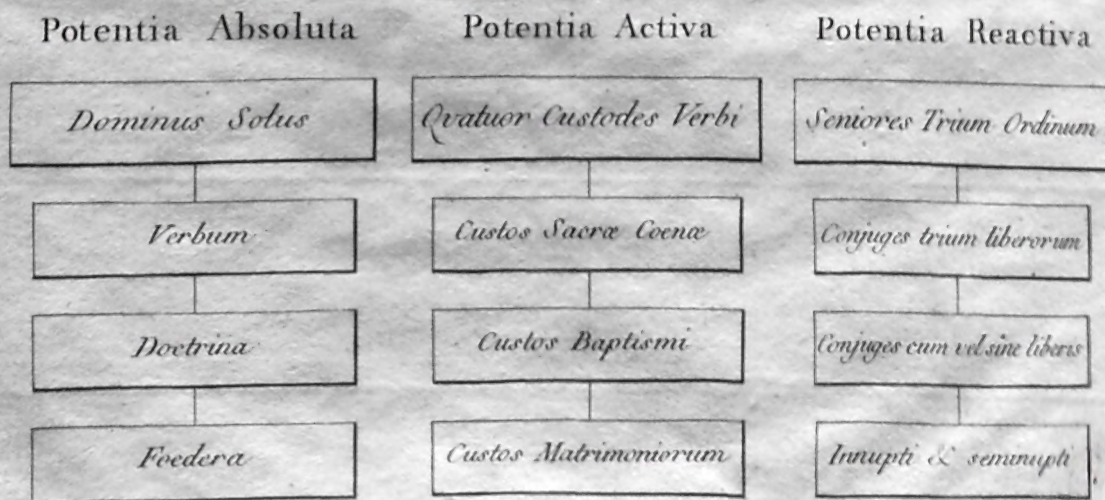 Potentia Absoluta
Dominus Solus
Verbum
Doctrina
Foedera
Potentia Activa
Qvatuor Custodes Verbi
Custos Sacræ Coenæ
Custos Baptismi
Custos Matrimoniorum
Potentia Reactiva
Seniores Trium Ordinum
Conjuges trium liberorum
Conjuges cum vel sine liberis
Innupti & seminupti